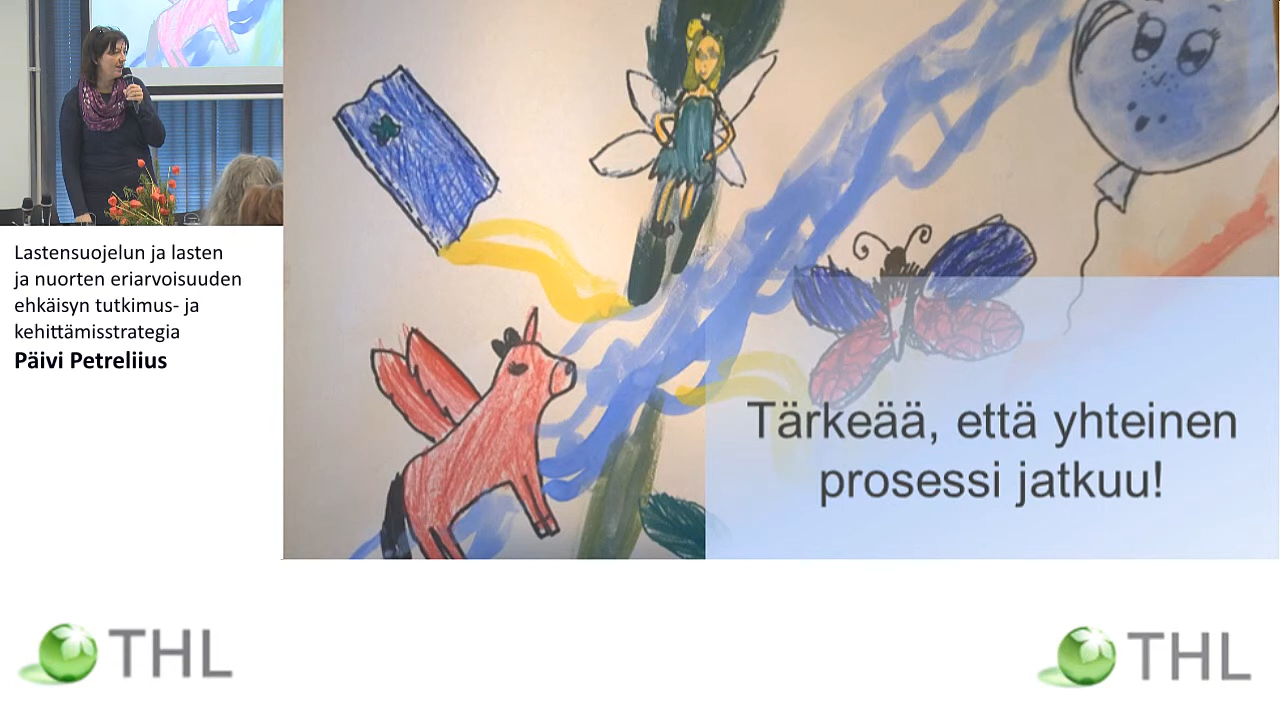 Lastensuojelun ja lasten
ja nuorten eriarvoisuuden
ehkäisyn tutkimus- ja
kehittämisstrategia
Päivi Petreliius
Tärkeää, että yhteinen
prosessi jatkuu!
THL
THL